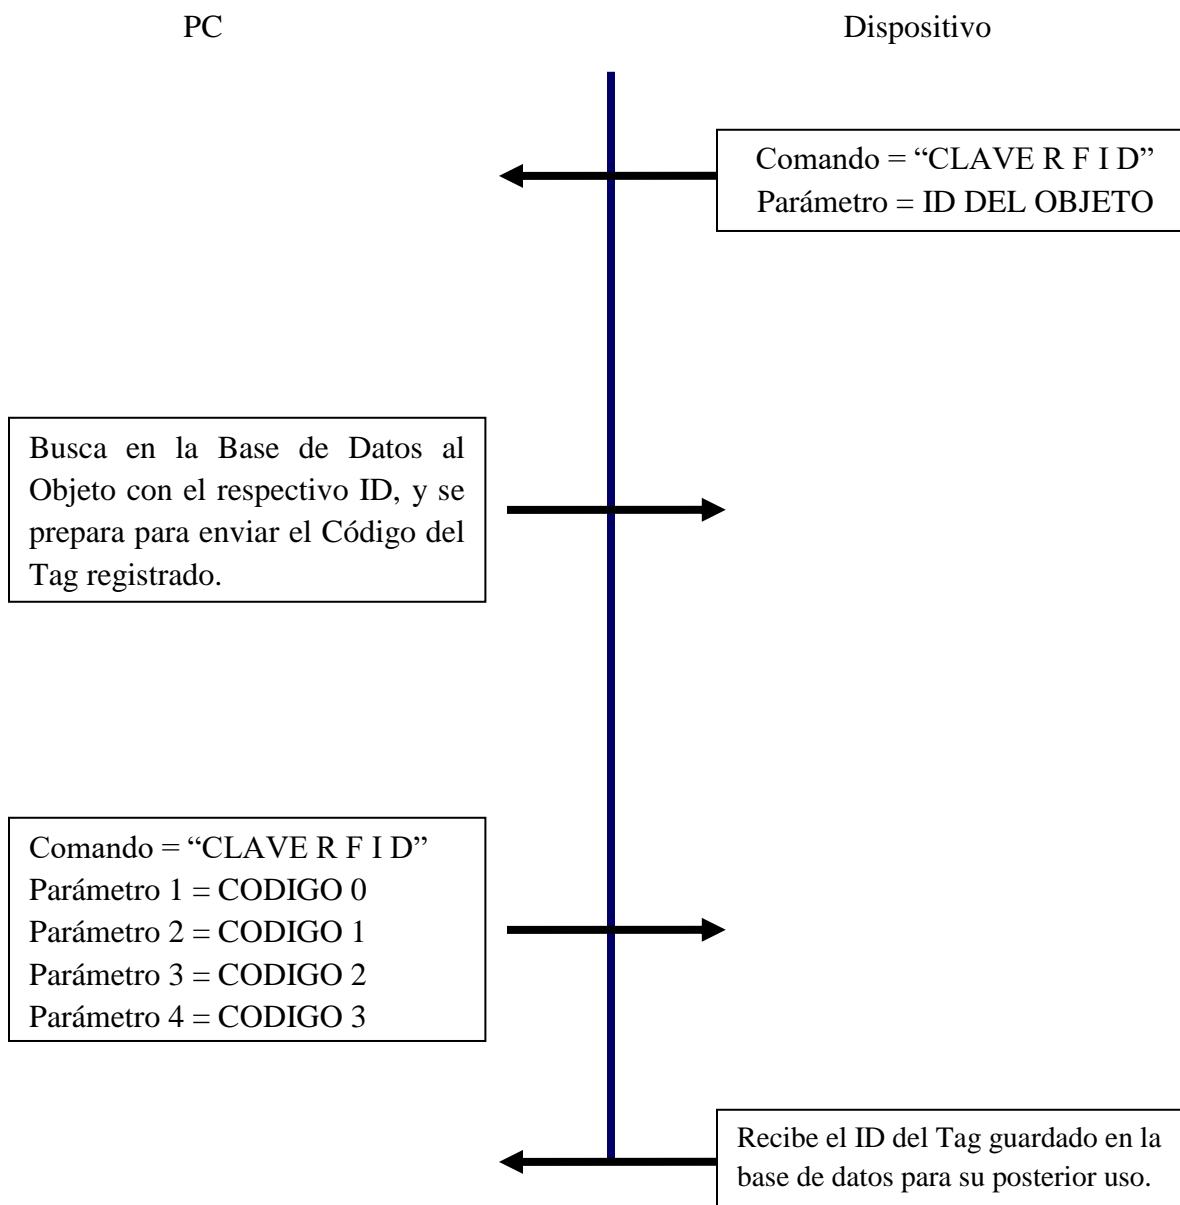 PC
Dispositivo
Comando = “CLAVE R F I D”
Parámetro = ID DEL OBJETO
Busca en la Base de Datos al
Objeto con el respectivo ID, y se
prepara para enviar el Código del
Tag registrado.
Comando = “CLAVE R F I D”
Parámetro 1 = CODIGO 0
Parámetro 2 = CODIGO 1
Parámetro 3 = CODIGO 2
Parámetro 4 = CODIGO 3
Recibe el ID del Tag guardado en la
base de datos para su posterior uso.